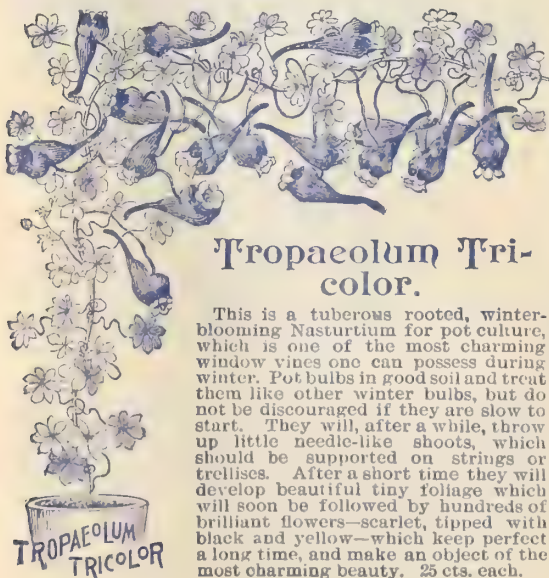 Tropaeolum Tri-
color.
This is a tuberous rooted, winter-
blooming Nasturtium for pot culture,
which is one of the most charming
window vines one can possess during
winter. Pot bulbs in good soil and treat
them like other winter bulbs, but do
not be discouraged if they are slow to
start. They will, after a while, throw
up little needle-like shoots, which
should be supported on strings or
trellises. After a short time they will
develop beautiful tiny foliage which
will soon be followed by hundreds of
brilliant flowers—scarlet, tipped with
black and yellow—which keep perfect
a long time, and make an object of the
most charming beauty. 25 cts. each.
TROPAEOLUM
TRICOLOR